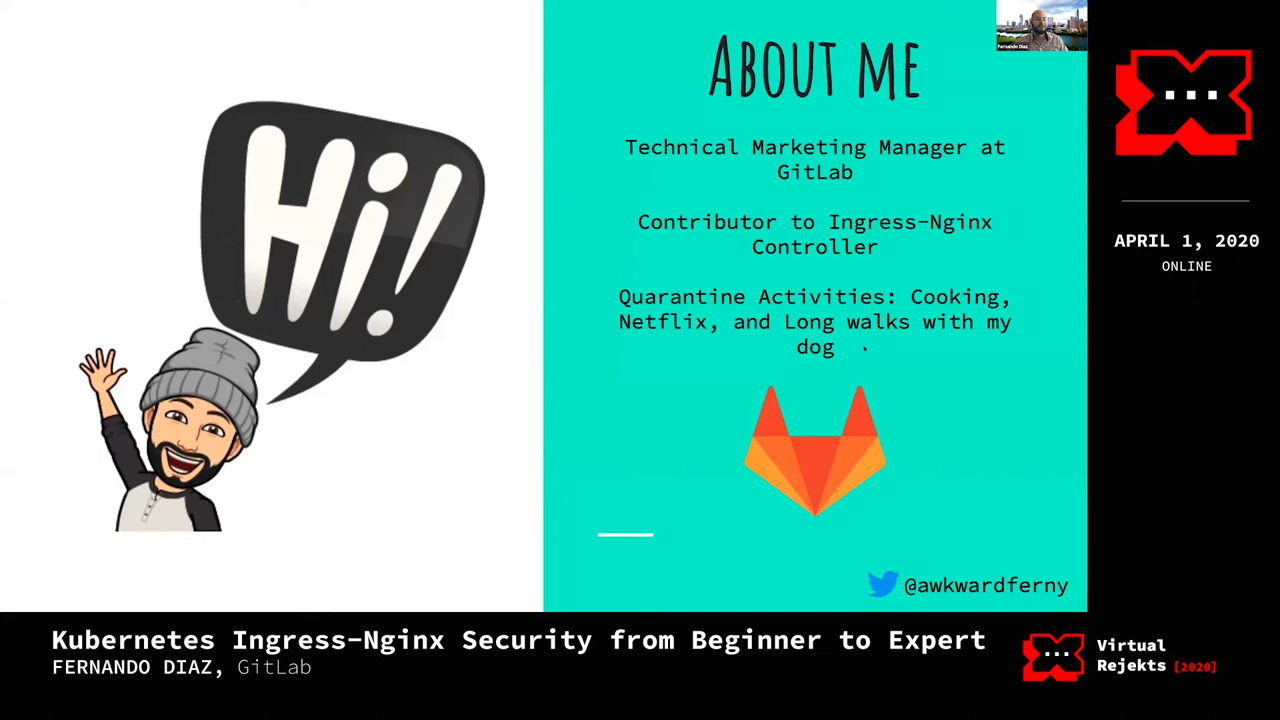 Hi!
ABOUT ME
Technical Marketing Manager at
GitLab
Contributor to Ingress-Nginx
Controller
Quarantine Activities: Cooking,
Netflix, and Long walks with my
dog
@awkwardferny
Fernando Diaz
APRIL 1, 2020
ONLINE
Kubernetes Ingress-Nginx Security from Beginner to Expert
FERNANDO DIAZ, GitLab
Virtual
Rejekts [2020]